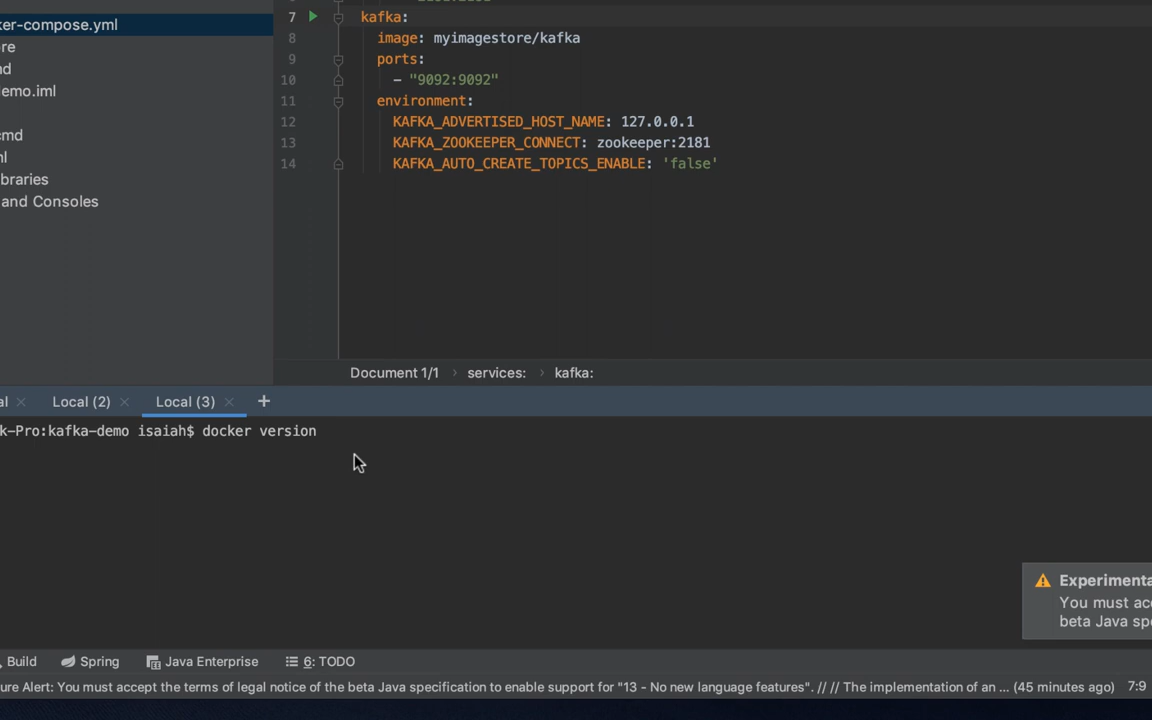 ker-compose.yml
re
nd
emo.iml
cmd
ml
braries
and Consoles
7 kafka:
8 image: myimagestore/kafka
9 ports:
10 - "9092:9092"
11 environment:
12 KAFKA_ADVERTISED_HOST_NAME: 127.0.0.1
13 KAFKA_ZOOKEEPER_CONNECT: zookeeper:2181
14 KAFKA_AUTO_CREATE_TOPICS_ENABLE: 'false'
Document 1/1 › services: › kafka:
al × Local (2) × Local (3) × +
k-Pro:kafka-demo isaiah$ docker version
Experimenta
You must acc
beta Java spe
Build Spring Java Enterprise 6: TODO
ure Alert: You must accept the terms of legal notice of the beta Java specification to enable support for "13 - No new language features". // // The implementation of an ... (45 minutes ago) 7:9